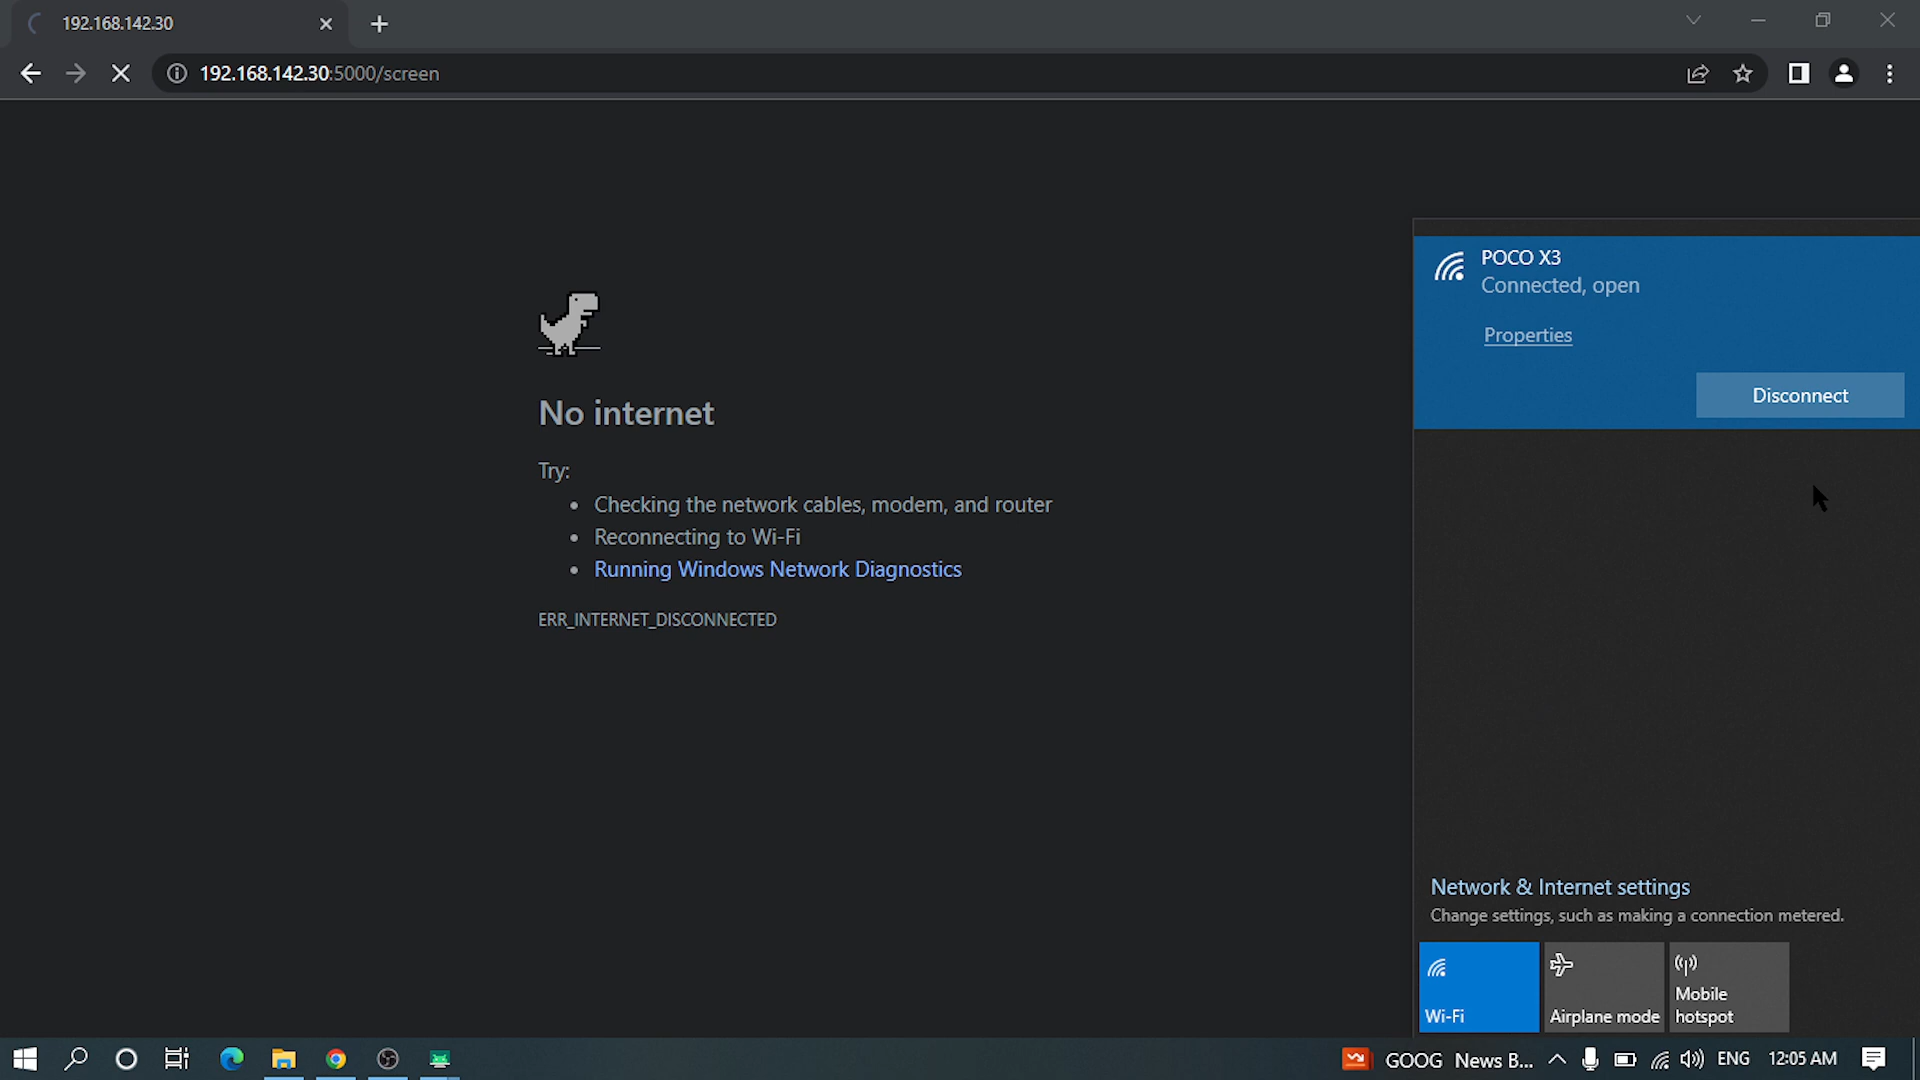 192.168.142.30
192.168.142.30:5000/screen
POCO X3
Connected, open
Properties
Disconnect
No internet
Try:
Checking the network cables, modem, and router
Reconnecting to Wi-Fi
Running Windows Network Diagnostics
ERR_INTERNET_DISCONNECTED
Network & Internet settings
Change settings, such as making a connection metered.
Wi-Fi
Airplane mode
Mobile
hotspot
GOOG News B... ENG 12:05 AM